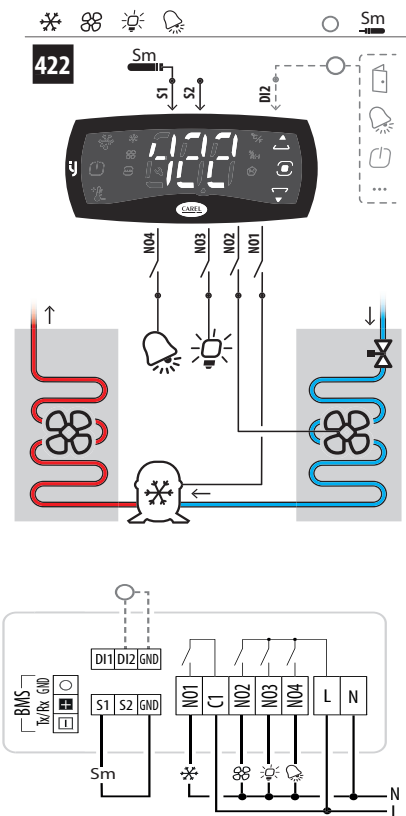 Sm
422
Sm
S1
S2
DI2
422
CAREL
NO4
NO3
NO2
NO1
DI1 DI2 GND
BMS
Tx/Rx GND
S1 S2 GND
NO1 C1 NO2 NO3 NO4 L N
Sm
N
L